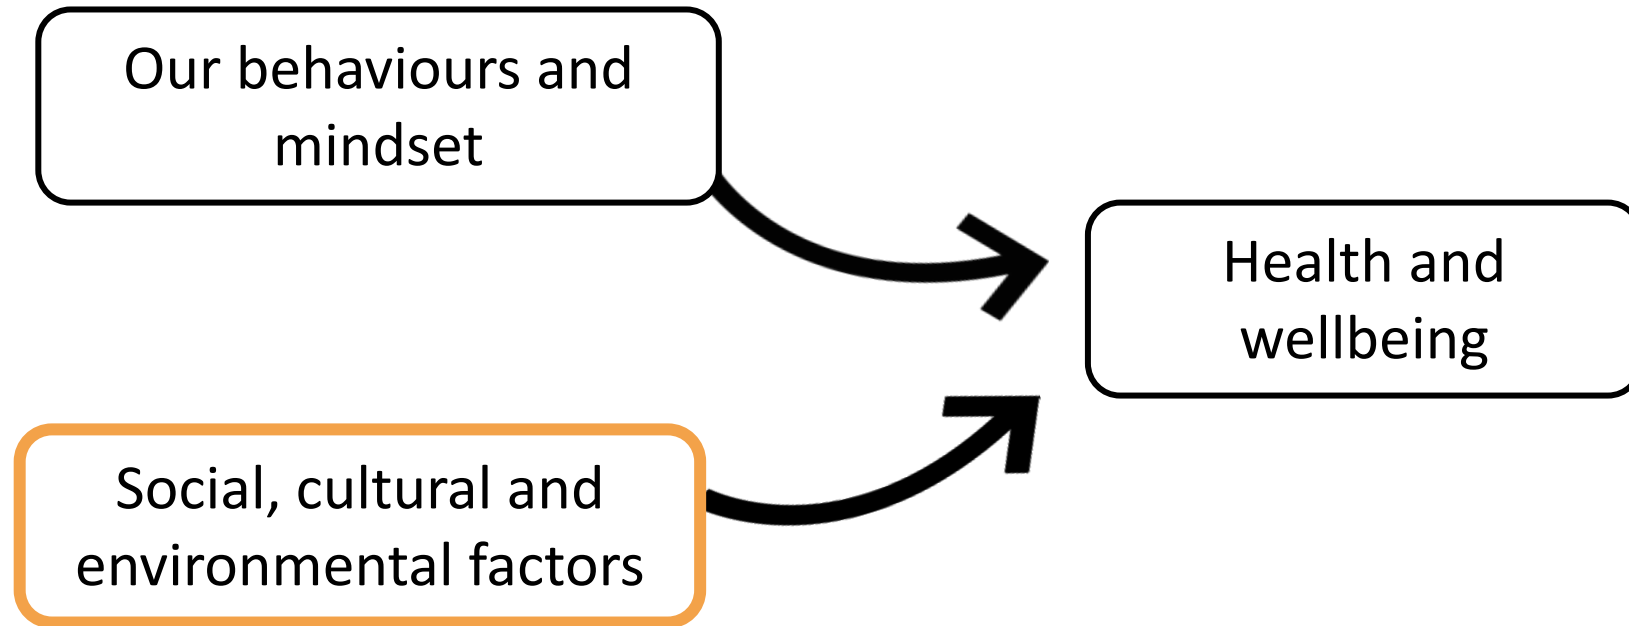 Our behaviours and
mindset
Health and
wellbeing
Social, cultural and
environmental factors